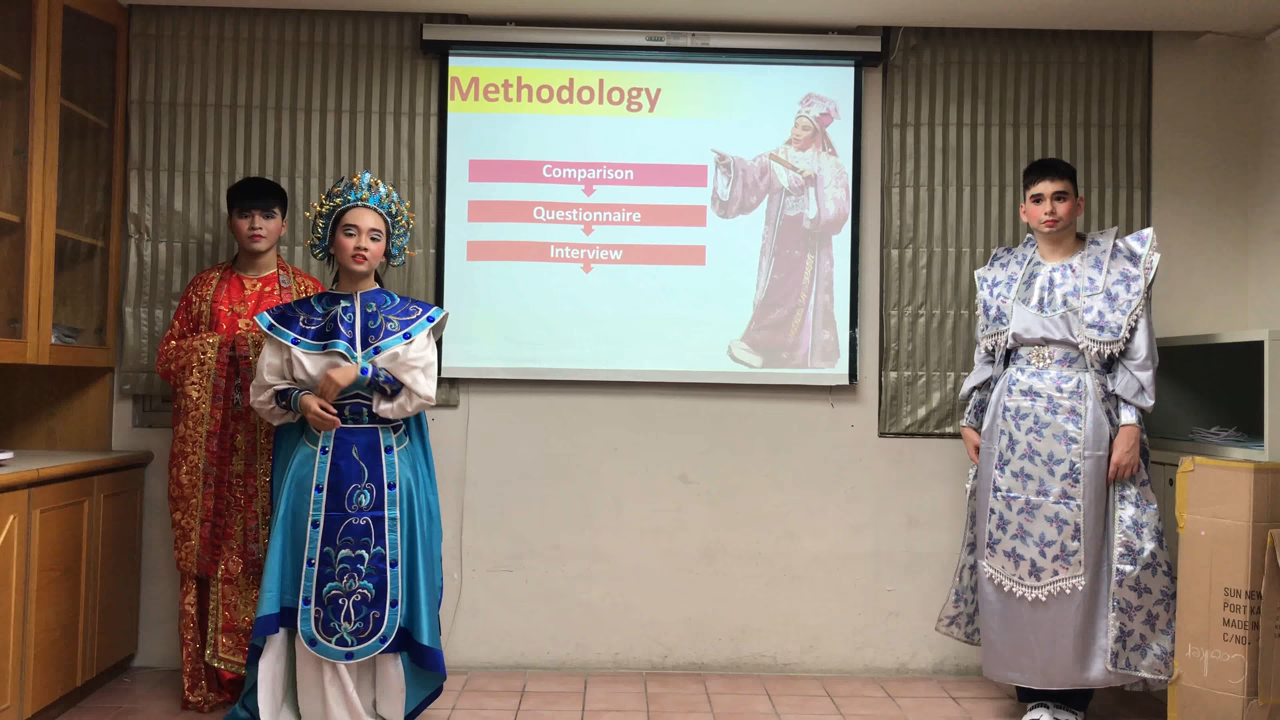 Methodology
Comparison
Questionnaire
Interview
SUN NEW
PORT KA
MADE IN
C/NO.